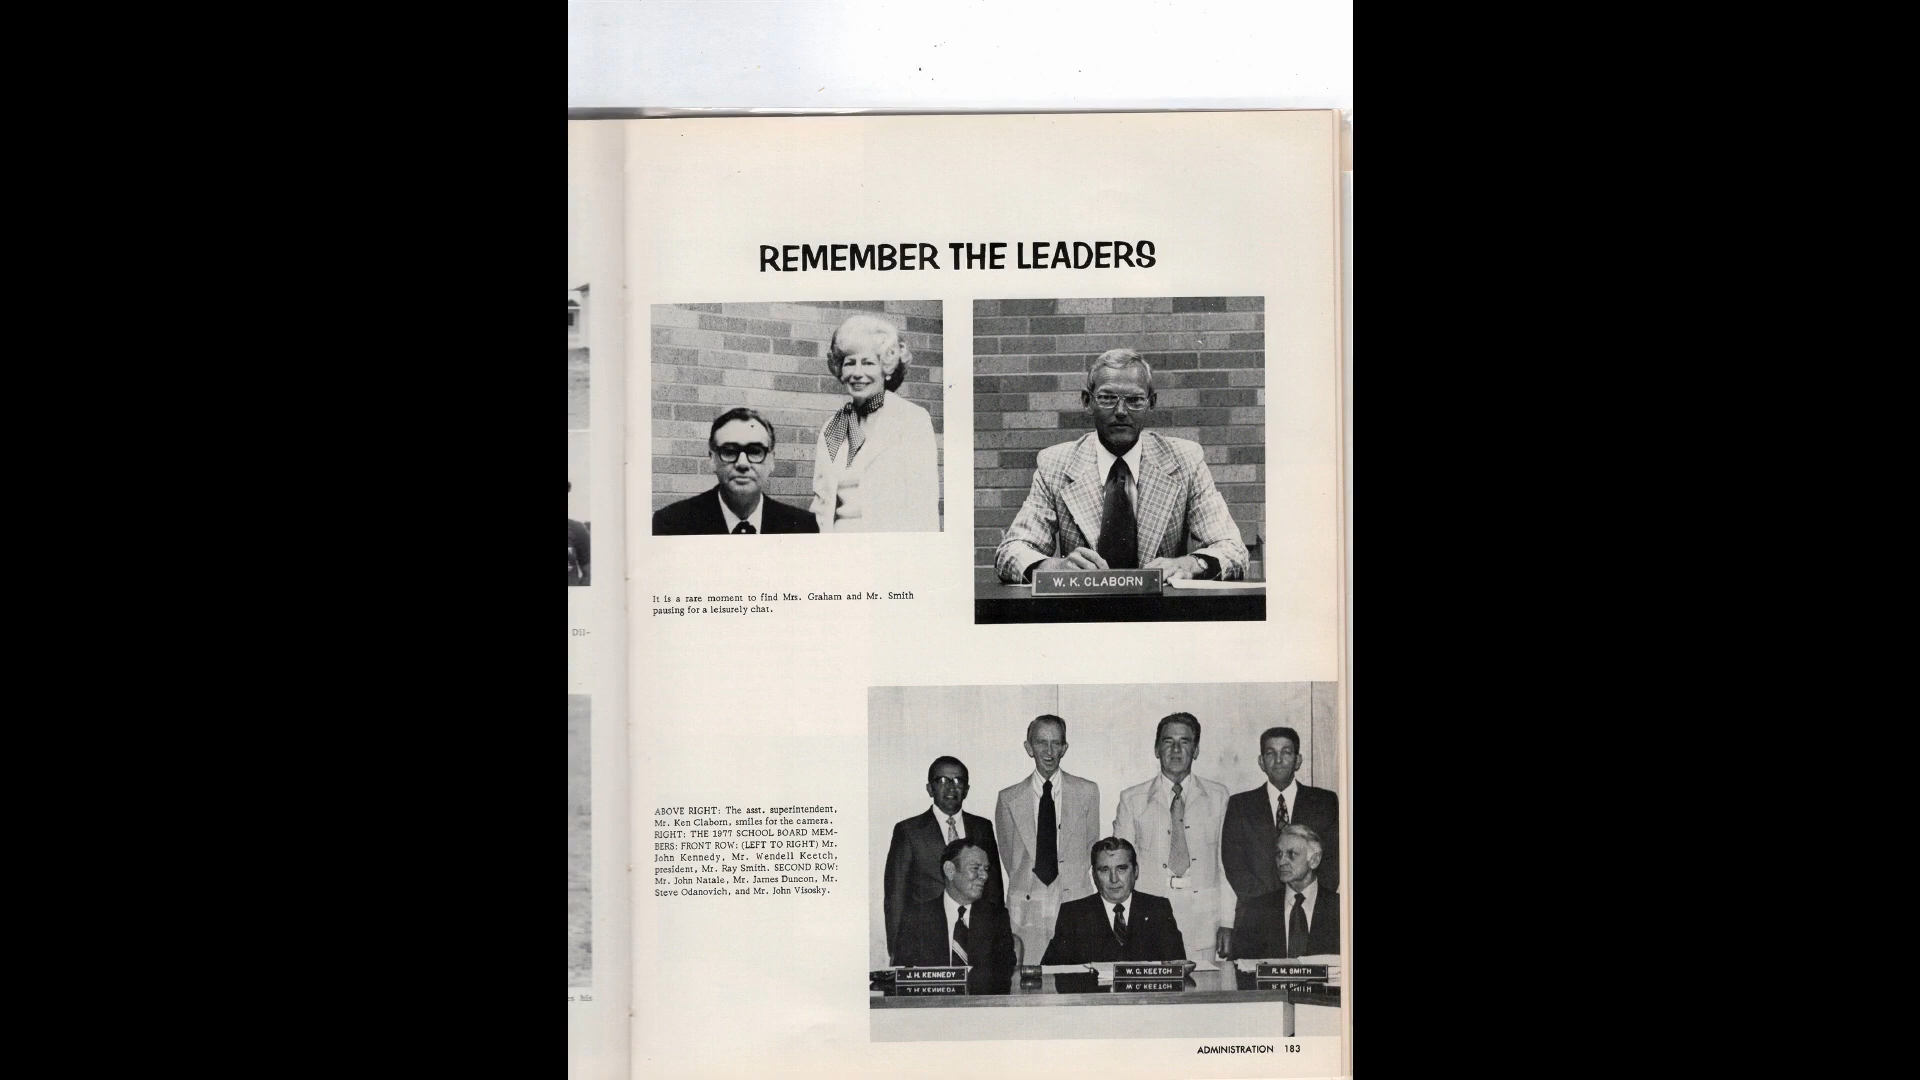 REMEMBER THE LEADERS
W. K. CLABORN
It is a rare moment to find Mrs. Graham and Mr. Smith
pausing for a leisurely chat.
Dil-
ABOVE RIGHT: The asst. superintendent,
Mr. Ken Claborn, smiles for the camera.
RIGHT: THE 1977 SCHOOL BOARD MEM-
BERS: FRONT ROW: (LEFT TO RIGHT) Mr.
John Kennedy, Mr. Wendell Keetch,
president, Mr. Ray Smith. SECOND ROW:
Mr. John Natale, Mr. James Duncon, Mr.
Steve Odanovich, and Mr. John Visosky.
J. H. KENNEDY
W. C. KEETCH
R. M. SMITH
ADMINISTRATION 183